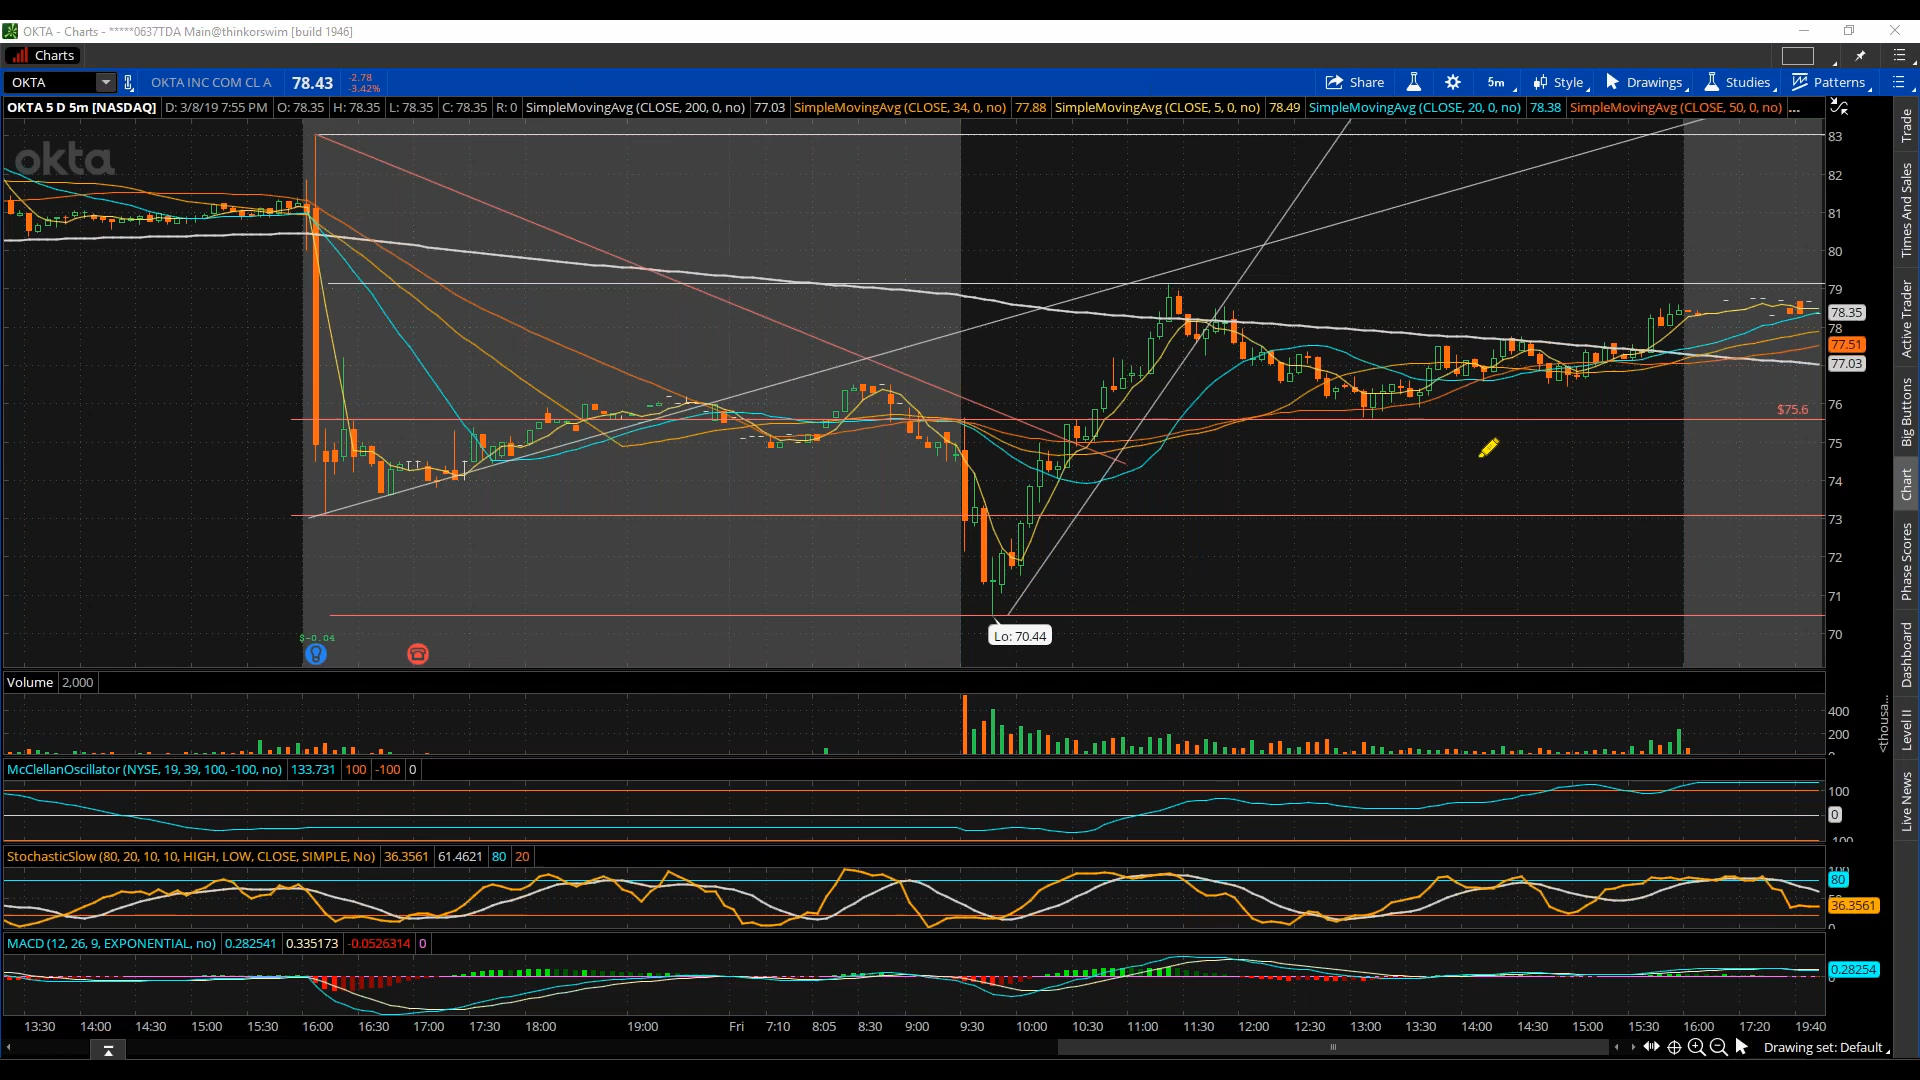 OKTA - Charts - *****0637TDA Main@thinkorswim [build 1946]
Charts
OKTA OKTA INC COM CL A 78.43 -2.78 -3.42% Share 5m Style Drawings Studies Patterns
OKTA 5 D 5m [NASDAQ] D: 3/8/19 7:55 PM O: 78.35 H: 78.35 L: 78.35 C: 78.35 R: 0 SimpleMovingAvg (CLOSE, 200, 0, no) 77.03 SimpleMovingAvg (CLOSE, 34, 0, no) 77.88 SimpleMovingAvg (CLOSE, 5, 0, no) 78.49 SimpleMovingAvg (CLOSE, 20, 0, no) 78.38 SimpleMovingAvg (CLOSE, 50, 0, no) ...
okta
83
82
81
80
79
78.35
78
77.51
77.03
76
$75.6
75
74
73
72
71
70
Lo: 70.44
$-0.04
Volume 2,000
400
200
<thousa...
McClellanOscillator (NYSE, 19, 39, 100, -100, no) 133.731 100 -100 0
100
0
-100
StochasticSlow (80, 20, 10, 10, HIGH, LOW, CLOSE, SIMPLE, No) 36.3561 61.4621 80 20
100
80
36.3561
0
MACD (12, 26, 9, EXPONENTIAL, no) 0.282541 0.335173 -0.0526314 0
0.28254
13:30 14:00 14:30 15:00 15:30 16:00 16:30 17:00 17:30 18:00 19:00 Fri 7:10 8:05 8:30 9:00 9:30 10:00 10:30 11:00 11:30 12:00 12:30 13:00 13:30 14:00 14:30 15:00 15:30 16:00 17:20 19:40
Drawing set: Default
Trade
Times And Sales
Active Trader
Big Buttons
Chart
Phase Scores
Dashboard
Level II
Live News